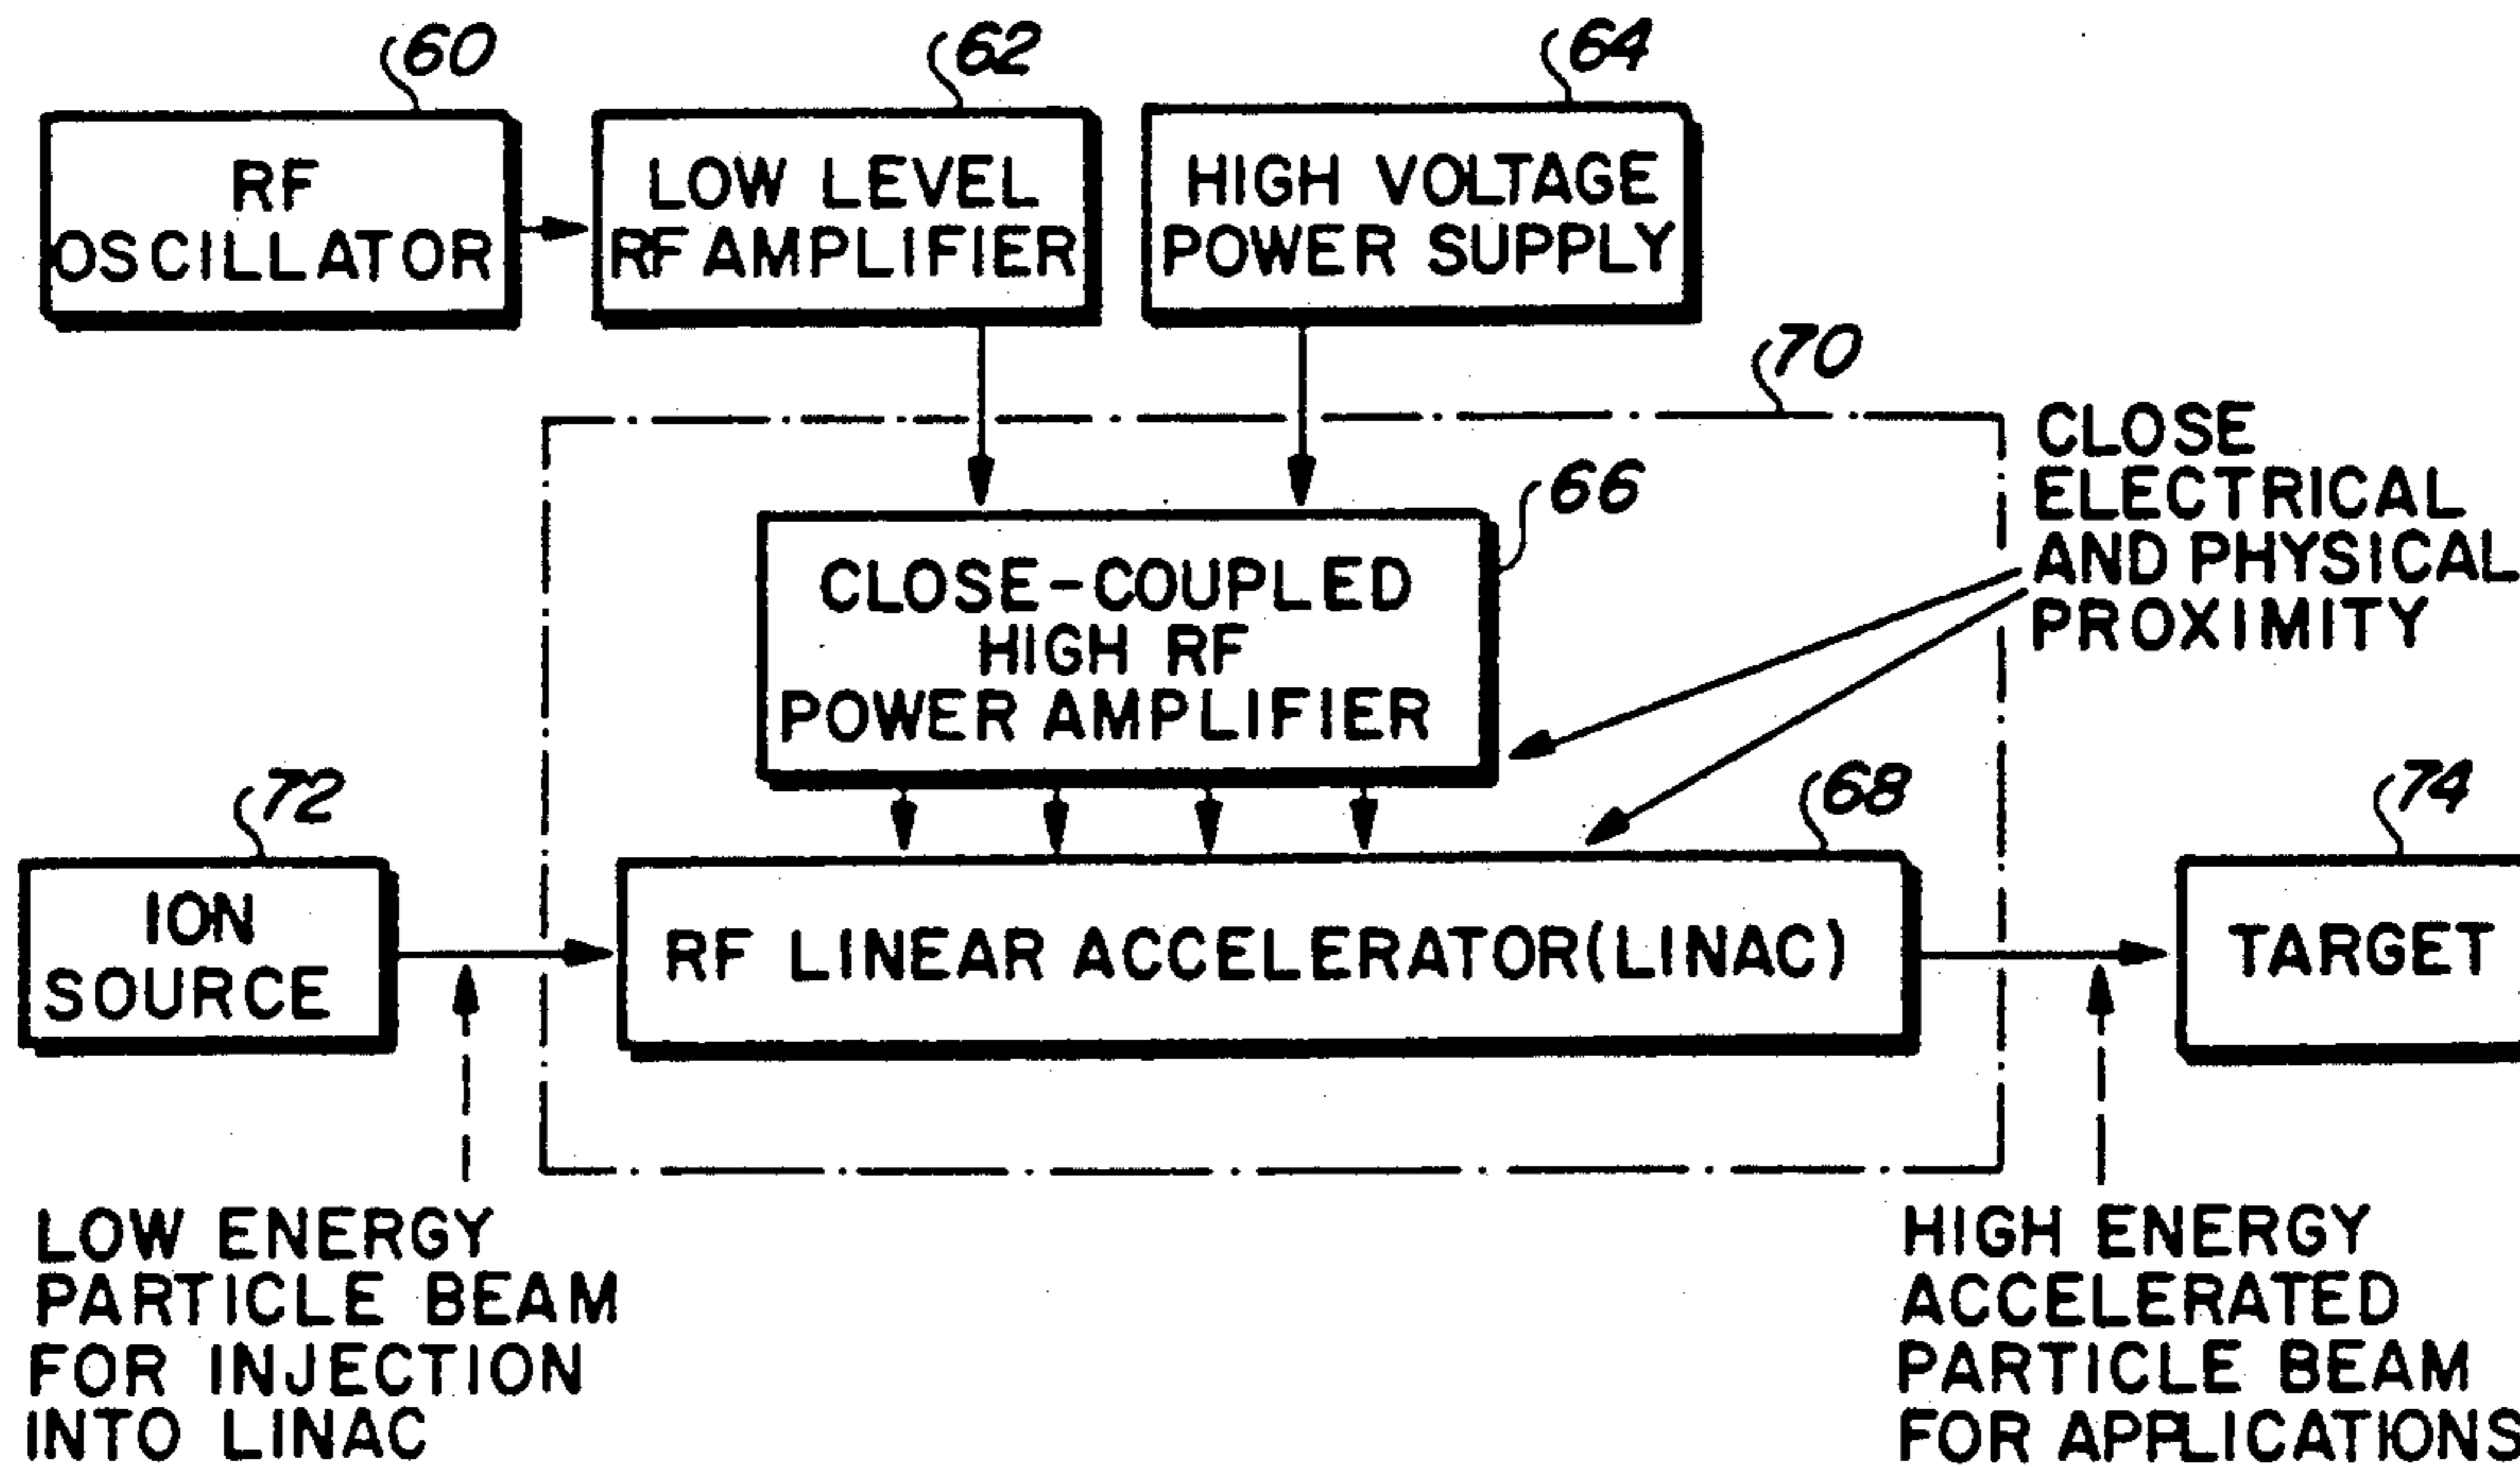 60
62
64
RF
OSCILLATOR
LOW LEVEL
RF AMPLIFIER
HIGH VOLTAGE
POWER SUPPLY
70
CLOSE
ELECTRICAL
AND PHYSICAL
PROXIMITY
66
CLOSE-COUPLED
HIGH RF
POWER AMPLIFIER
72
68
74
ION
SOURCE
RF LINEAR ACCELERATOR(LINAC)
TARGET
LOW ENERGY
PARTICLE BEAM
FOR INJECTION
INTO LINAC
HIGH ENERGY
ACCELERATED
PARTICLE BEAM
FOR APPLICATIONS